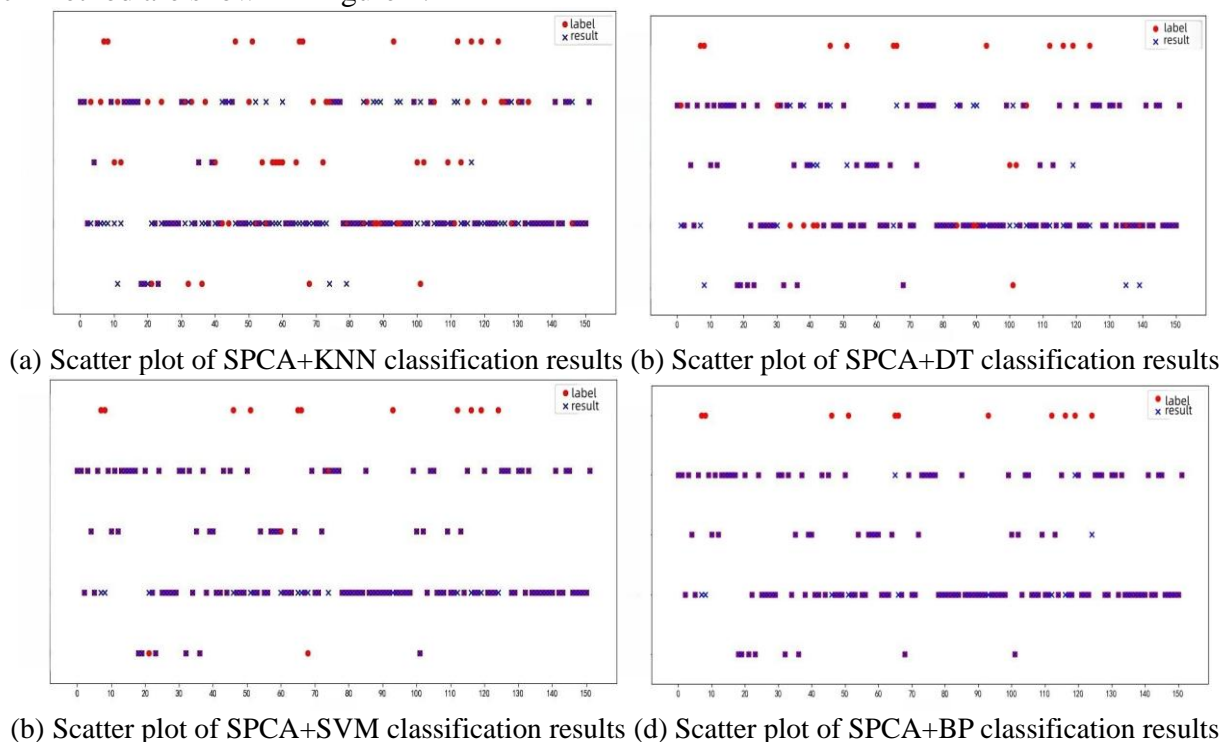 label
result
label
result
0 10 20 30 40 50 60 70 80 90 100 110 120 130 140 150
0 10 20 30 40 50 60 70 80 90 100 110 120 130 140 150
(a) Scatter plot of SPCA+KNN classification results (b) Scatter plot of SPCA+DT classification results
label
result
label
result
0 10 20 30 40 50 60 70 80 90 100 110 120 130 140 150
0 10 20 30 40 50 60 70 80 90 100 110 120 130 140 150
(b) Scatter plot of SPCA+SVM classification results (d) Scatter plot of SPCA+BP classification results